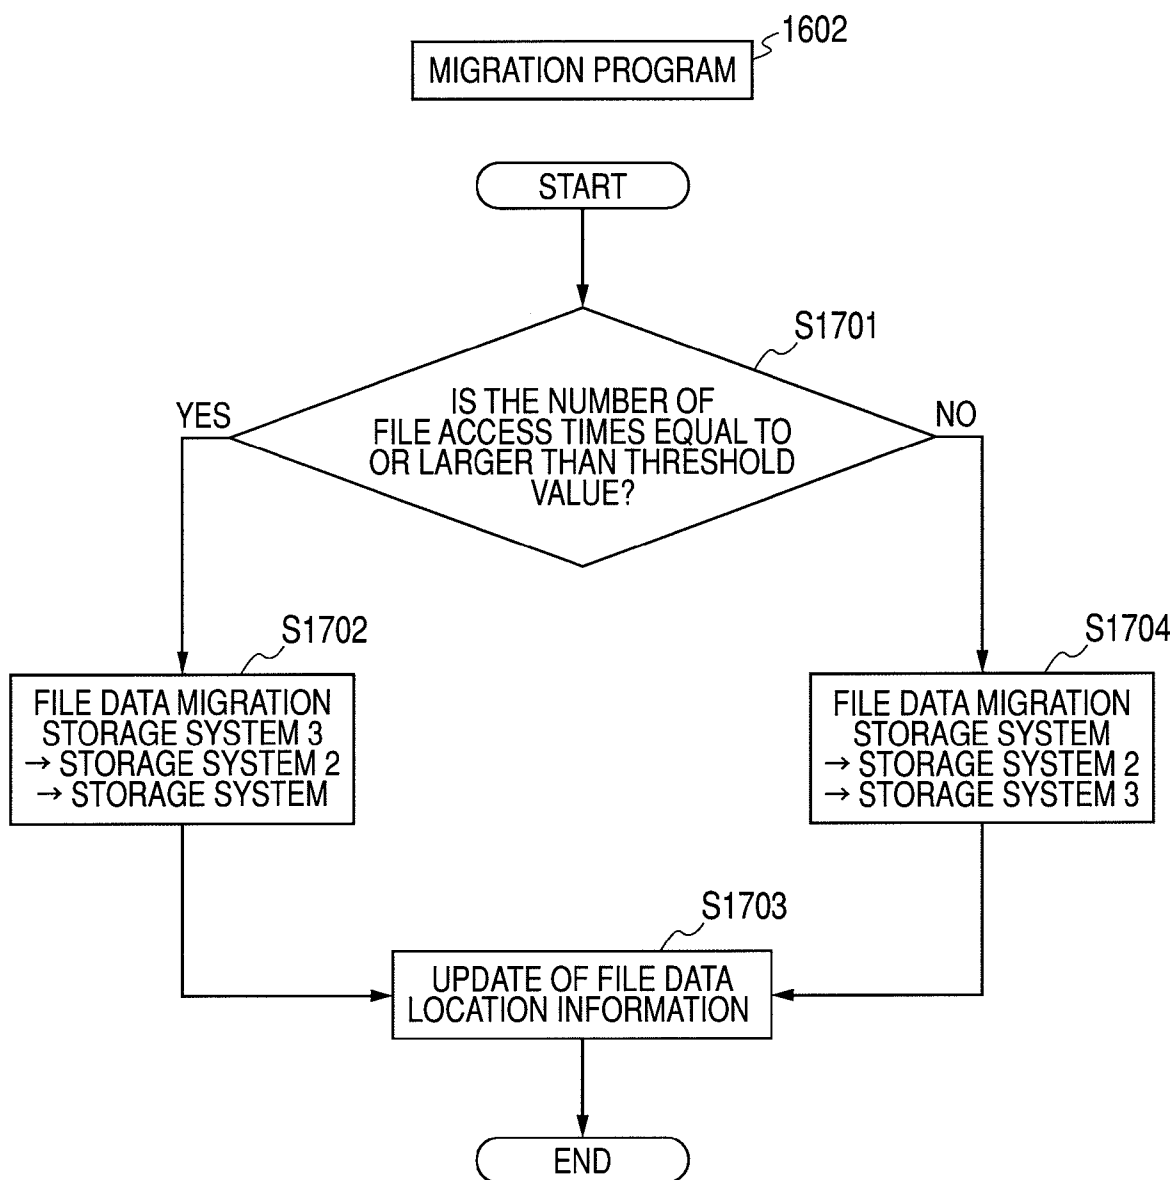 1602
MIGRATION PROGRAM
START
S1701
IS THE NUMBER OF
FILE ACCESS TIMES EQUAL TO
OR LARGER THAN THRESHOLD
VALUE?
YES
NO
S1702
FILE DATA MIGRATION
STORAGE SYSTEM 3
→ STORAGE SYSTEM 2
→ STORAGE SYSTEM
S1704
FILE DATA MIGRATION
STORAGE SYSTEM
→ STORAGE SYSTEM 2
→ STORAGE SYSTEM 3
S1703
UPDATE OF FILE DATA
LOCATION INFORMATION
END